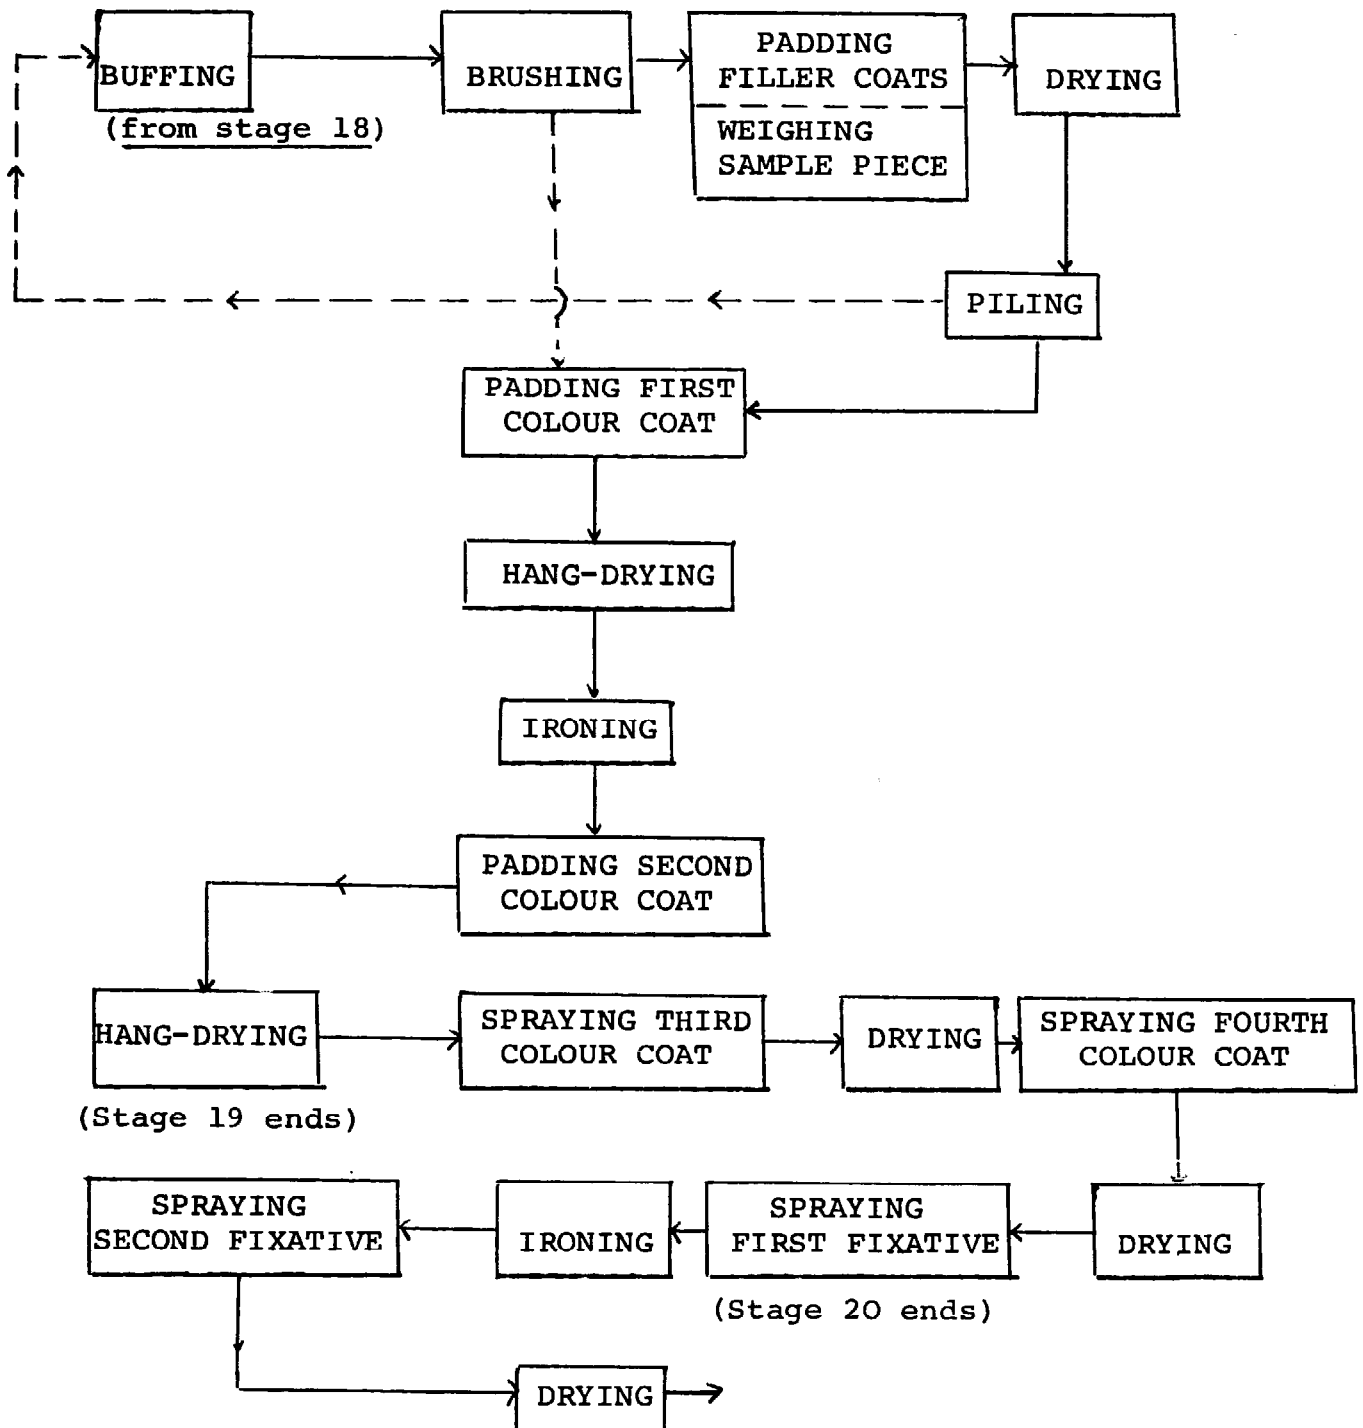 BUFFING
(from stage 18)
BRUSHING
PADDING
FILLER COATS
WEIGHING
SAMPLE PIECE
DRYING
PILING
PADDING FIRST
COLOUR COAT
HANG-DRYING
IRONING
PADDING SECOND
COLOUR COAT
HANG-DRYING
(Stage 19 ends)
SPRAYING THIRD
COLOUR COAT
DRYING
SPRAYING FOURTH
COLOUR COAT
DRYING
SPRAYING
FIRST FIXATIVE
(Stage 20 ends)
IRONING
SPRAYING
SECOND FIXATIVE
DRYING